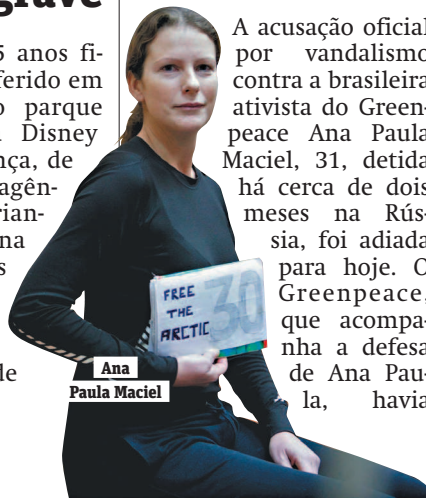 grave
5 anos fi-
ferido em
o parque
Disney
nça, de
agên-
rian-
na
s
de
FREE
THE
ARCTIC
30
Ana
Paula Maciel
A acusação oficial
por vandalismo
contra a brasileira
ativista do Green-
peace Ana Paula
Maciel, 31, detida
há cerca de dois
meses na Rús-
sia, foi adiada
para hoje. O
Greenpeace,
que acompa-
nha a defesa
de Ana Pau-
la, havia